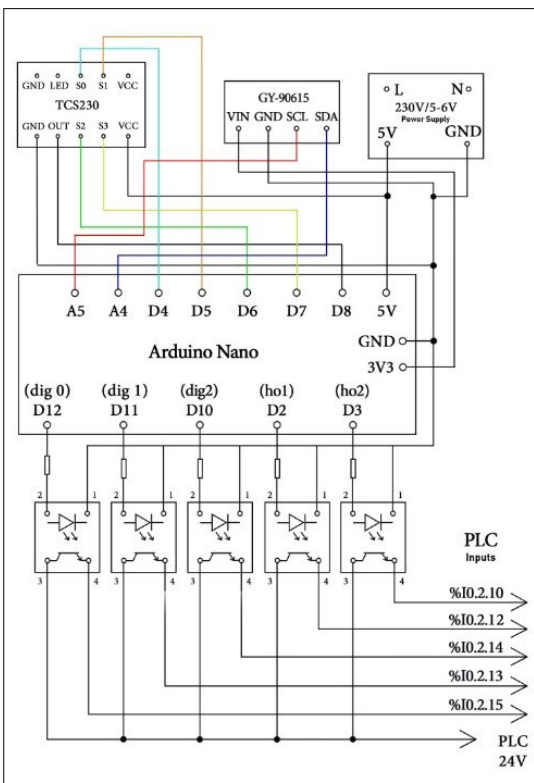 GND LED S0 S1 VCC
TCS230
GND OUT S2 S3 VCC
GY-90615
VIN GND SCL SDA
L N
230V/5-6V
Power Supply
5V GND
A5 A4 D4 D5 D6 D7 D8 5V
Arduino Nano
GND
3V3
(dig 0) (dig 1) (dig2) (ho1) (ho2)
D12 D11 D10 D2 D3
2 1 2 1 2 1 2 1 2 1
3 4 3 4 3 4 3 4 3 4
PLC
Inputs
%I0.2.10
%I0.2.12
%I0.2.14
%I0.2.13
%I0.2.15
PLC
24V